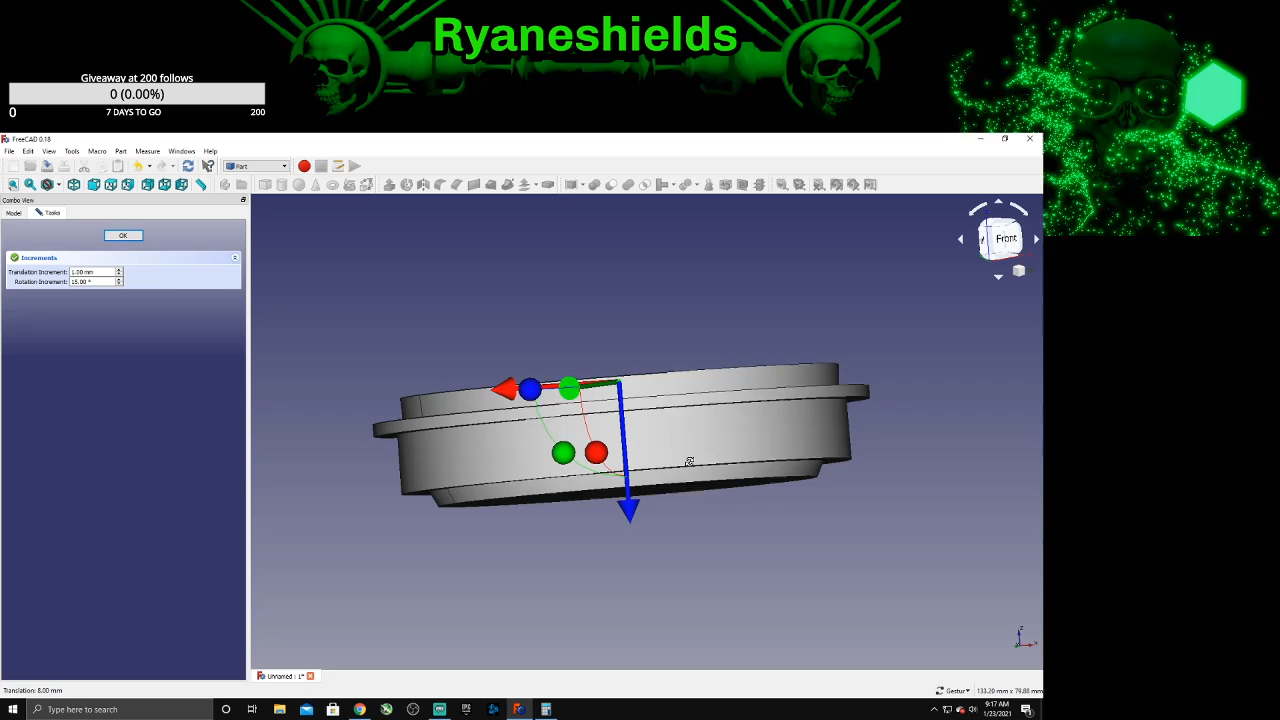 Ryaneshields
Giveaway at 200 follows
0 (0.00%)
0
7 DAYS TO GO
200
FreeCAD 0.18
File Edit View Tools Macro Part Measure Windows Help
Part
Combo View
Model Tasks
OK
Increments
Translation Increment: 1.00 mm
Rotation Increment: 15.00 °
Front
Z
X
Unnamed : 1*
Translation: 8.00 mm
Gestur
133.20 mm x 79.88 mm
Type here to search
EPIC
9:17 AM
1/23/2021